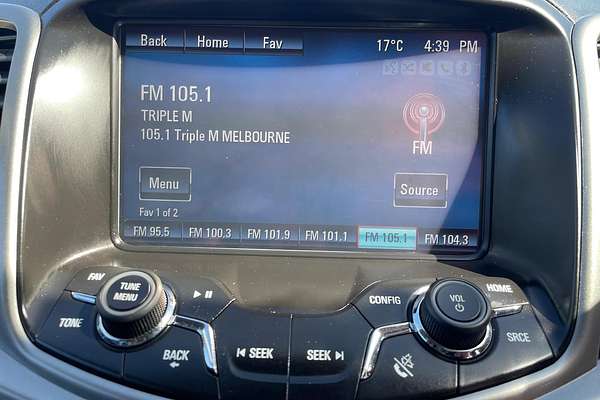 Back Home Fav 17°C 4:39 PM
FM 105.1
TRIPLE M
105.1 Triple M MELBOURNE
FM
Menu Source
Fav 1 of 2
FM 95.5 FM 100.3 FM 101.9 FM 101.1 FM 105.1 FM 104.3
FAV TUNE MENU CONFIG VOL HOME
TONE BACK SEEK SEEK SRCE